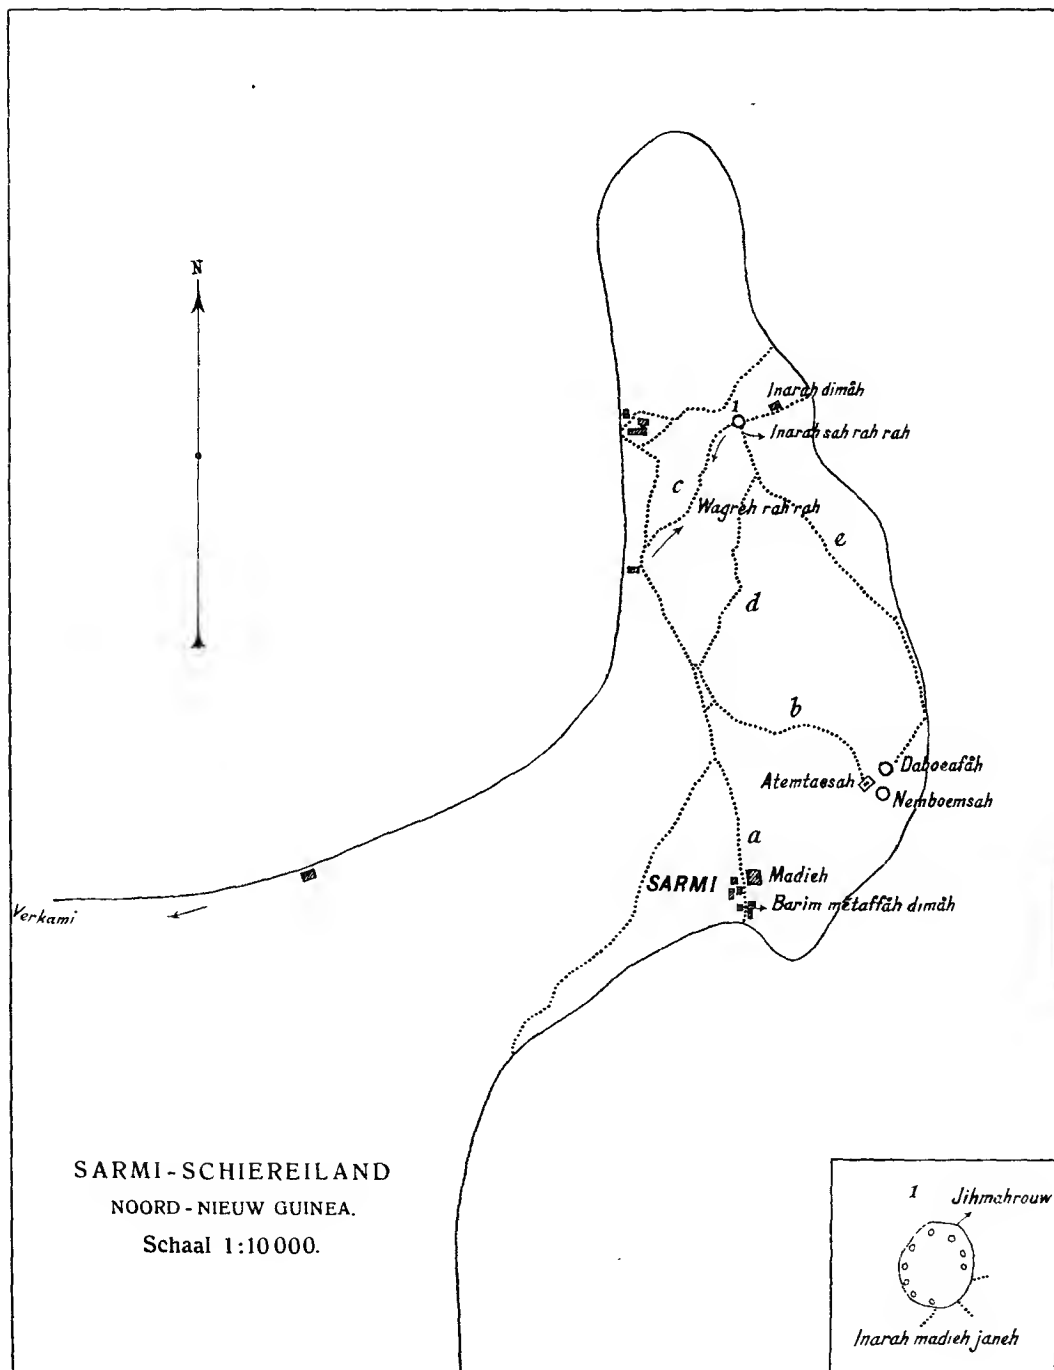 N
Inarah dimâh
1
Inarah sah rah rah
c
Wagreh rah rah
e
d
b
Daboeafâh
Atemtaesah
Nemboemsah
a
SARMI
Madieh
Barim metaffâh dimâh
Verkami
SARMI-SCHIEREILAND
NOORD-NIEUW GUINEA.
Schaal 1:10000.
1
Jihmahrouw
Inarah madieh janeh